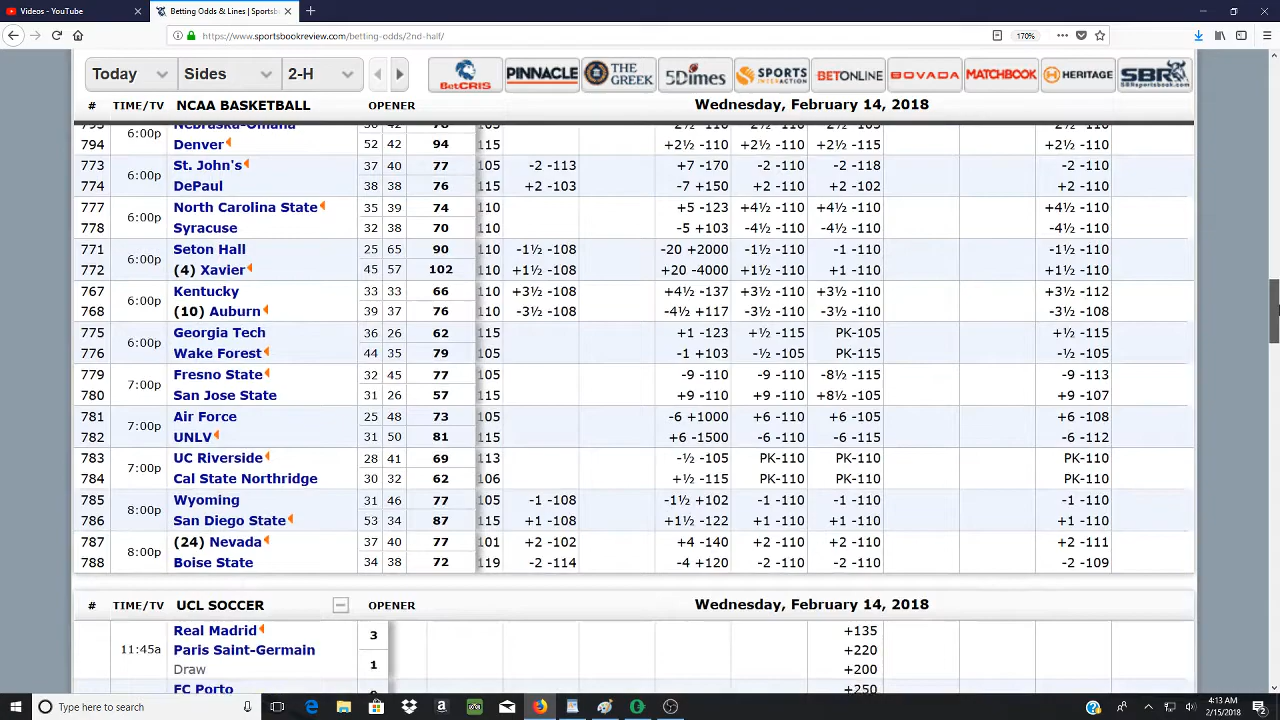 Videos - YouTube
Betting Odds & Lines | Sportsb
https://www.sportsbookreview.com/betting-odds/2nd-half/
170%
Today Sides 2-H BetCRIS PINNACLE THE GREEK 5Dimes SPORTS INTERACTION BETONLINE BOVADA MATCHBOOK HERITAGE SBR Sportsbook.com
# TIME/TV NCAA BASKETBALL OPENER Wednesday, February 14, 2018
6:00p
794 Denver 52 42 94 115 +2½ -110 +2½ -110 +2½ -115 +2½ -110
773 St. John's 37 40 77 105 -2 -113 +7 -170 -2 -110 -2 -118 -2 -110
6:00p
774 DePaul 38 38 76 115 +2 -103 -7 +150 +2 -110 +2 -102 +2 -110
777 North Carolina State 35 39 74 110 +5 -123 +4½ -110 +4½ -110 +4½ -110
6:00p
778 Syracuse 32 38 70 110 -5 +103 -4½ -110 -4½ -110 -4½ -110
771 Seton Hall 25 65 90 110 -1½ -108 -20 +2000 -1½ -110 -1 -110 -1½ -110
6:00p
772 (4) Xavier 45 57 102 110 +1½ -108 +20 -4000 +1½ -110 +1 -110 +1½ -110
767 Kentucky 33 33 66 110 +3½ -108 +4½ -137 +3½ -110 +3½ -110 +3½ -112
6:00p
768 (10) Auburn 39 37 76 110 -3½ -108 -4½ +117 -3½ -110 -3½ -110 -3½ -108
775 Georgia Tech 36 26 62 115 +1 -123 +½ -115 PK-105 +½ -115
6:00p
776 Wake Forest 44 35 79 105 -1 +103 -½ -105 PK-115 -½ -105
779 Fresno State 32 45 77 105 -9 -110 -9 -110 -8½ -115 -9 -113
7:00p
780 San Jose State 31 26 57 115 +9 -110 +9 -110 +8½ -105 +9 -107
781 Air Force 25 48 73 105 -6 +1000 +6 -110 +6 -105 +6 -108
7:00p
782 UNLV 31 50 81 115 +6 -1500 -6 -110 -6 -115 -6 -112
783 UC Riverside 28 41 69 113 -½ -105 PK-110 PK-110 PK-110
7:00p
784 Cal State Northridge 30 32 62 106 +½ -115 PK-110 PK-110 PK-110
785 Wyoming 31 46 77 105 -1 -108 -1½ +102 -1 -110 -1 -110 -1 -110
8:00p
786 San Diego State 53 34 87 115 +1 -108 +1½ -122 +1 -110 +1 -110 +1 -110
787 (24) Nevada 37 40 77 101 +2 -102 +4 -140 +2 -110 +2 -110 +2 -111
8:00p
788 Boise State 34 38 72 119 -2 -114 -4 +120 -2 -110 -2 -110 -2 -109
# TIME/TV UCL SOCCER OPENER Wednesday, February 14, 2018
Real Madrid 3 +135
11:45a Paris Saint-Germain +220
Draw 1 +200
FC Porto +250
Type here to search
4:13 AM
2/15/2018